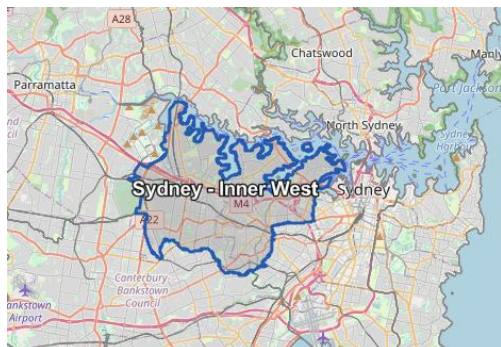 A28
Chatswood
Manly
Parramatta
Port Jackson
North Sydney
Sydney
Harbour
Sydney - Inner West
Sydney
M4
A22
Canterbury
Bankstown
Council
Bankstown
Airport